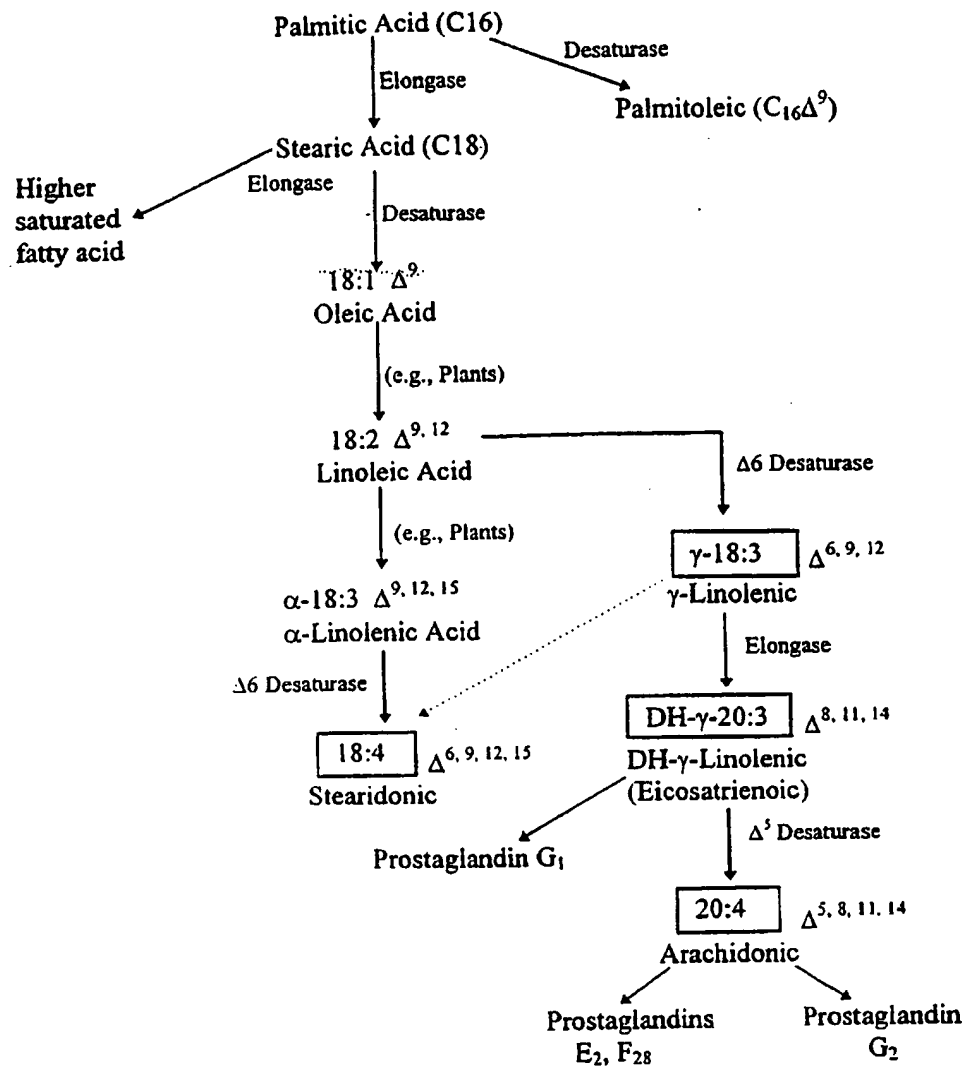 Palmitic Acid (C16)
Desaturase
Elongase
Palmitoleic (C₁₆Δ⁹)
Stearic Acid (C18)
Elongase
Higher
saturated
fatty acid
Desaturase
18:1 Δ⁹
Oleic Acid
(e.g., Plants)
18:2 Δ⁹, ¹²
Linoleic Acid
Δ6 Desaturase
(e.g., Plants)
γ-18:3 Δ⁶, ⁹, ¹²
γ-Linolenic
α-18:3 Δ⁹, ¹², ¹⁵
α-Linolenic Acid
Elongase
Δ6 Desaturase
DH-γ-20:3 Δ⁸, ¹¹, ¹⁴
DH-γ-Linolenic
(Eicosatrienoic)
18:4 Δ⁶, ⁹, ¹², ¹⁵
Stearidonic
Δ⁵ Desaturase
Prostaglandin G₁
20:4 Δ⁵, ⁸, ¹¹, ¹⁴
Arachidonic
Prostaglandins
E₂, F₂₈
Prostaglandin
G₂